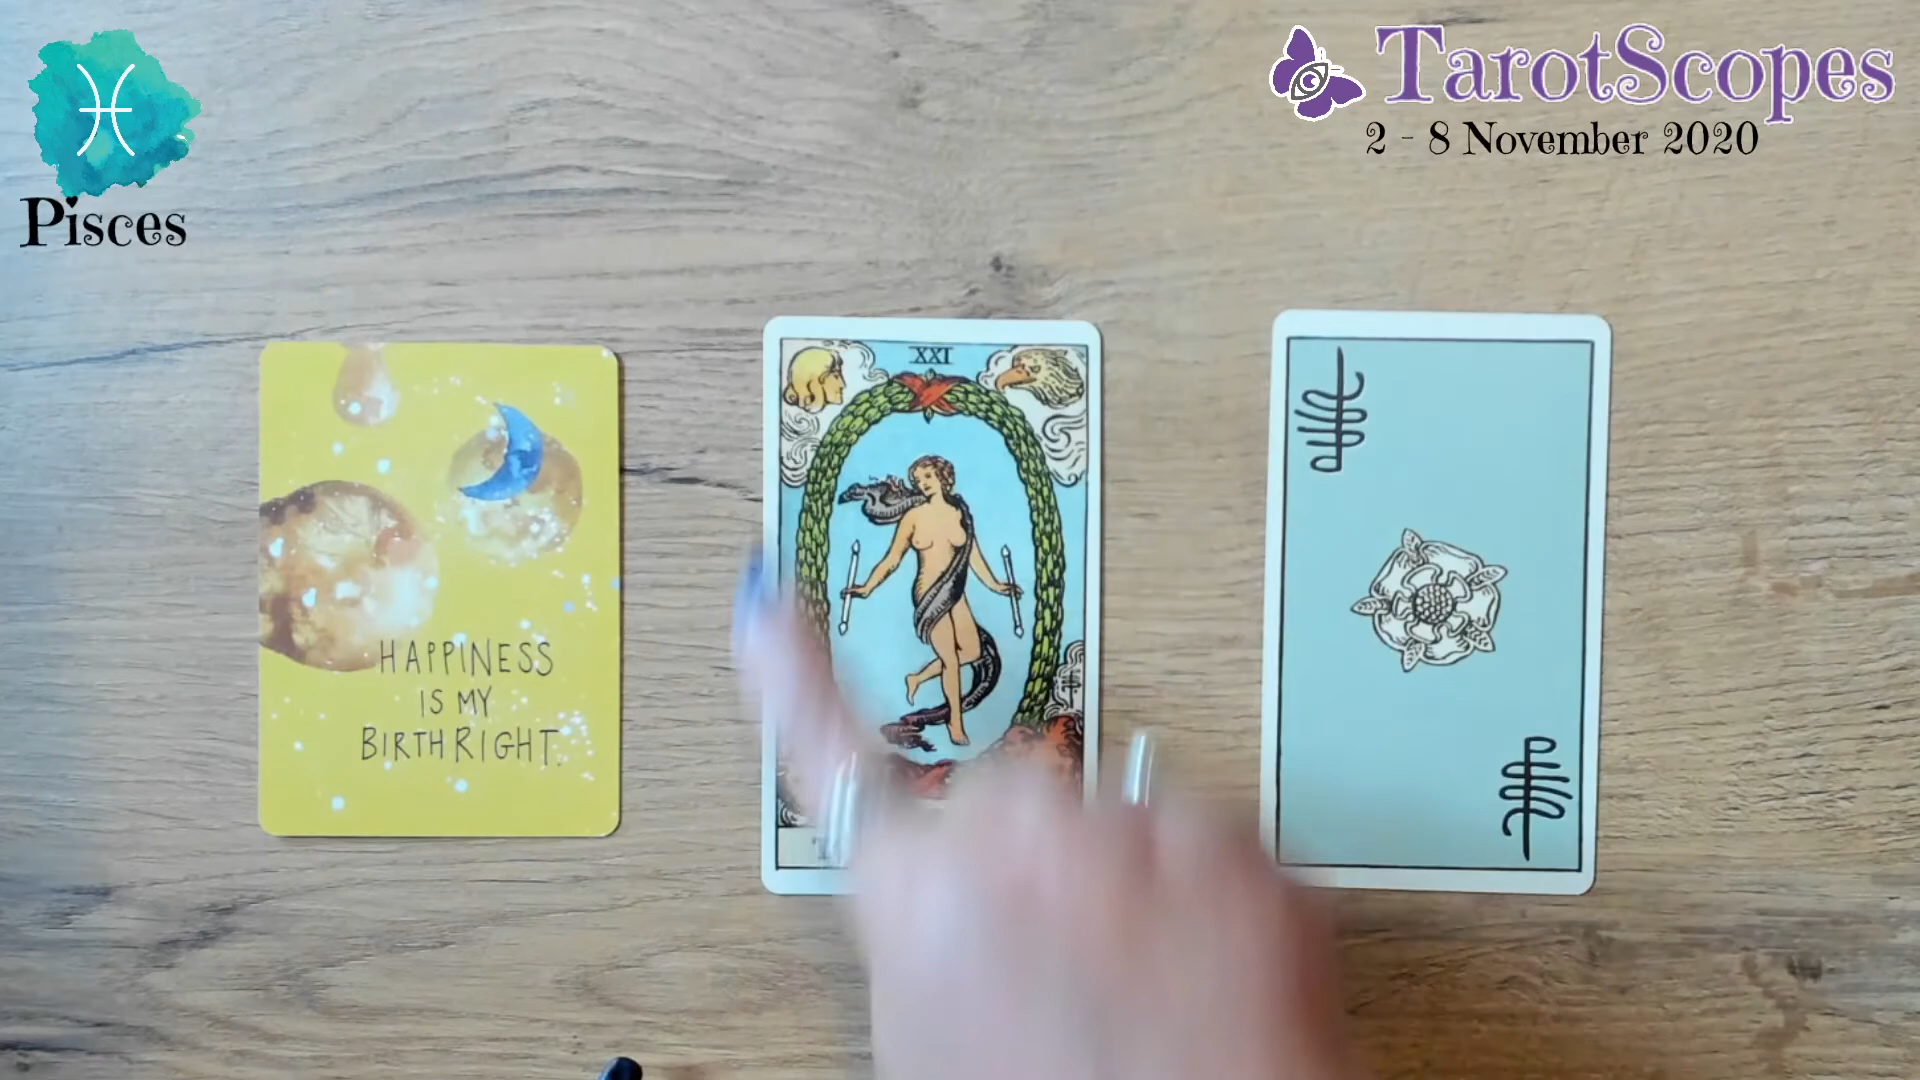 Pisces
TarotScopes
2 - 8 November 2020
HAPPINESS
IS MY
BIRTHRIGHT.
XXI